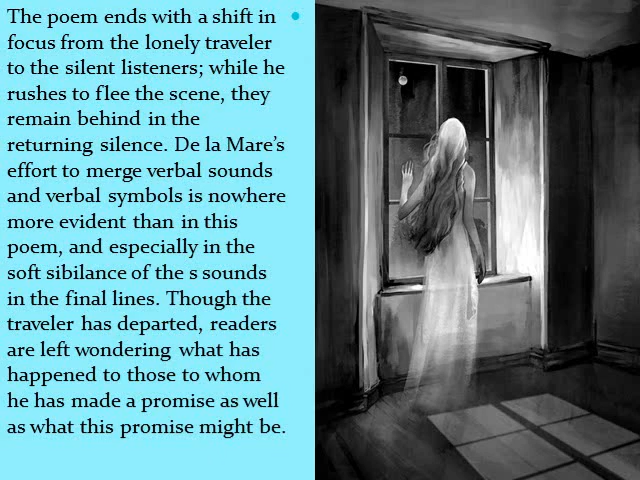 The poem ends with a shift in
focus from the lonely traveler
to the silent listeners; while he
rushes to flee the scene, they
remain behind in the
returning silence. De la Mare’s
effort to merge verbal sounds
and verbal symbols is nowhere
more evident than in this
poem, and especially in the
soft sibilance of the s sounds
in the final lines. Though the
traveler has departed, readers
are left wondering what has
happened to those to whom
he has made a promise as well
as what this promise might be.